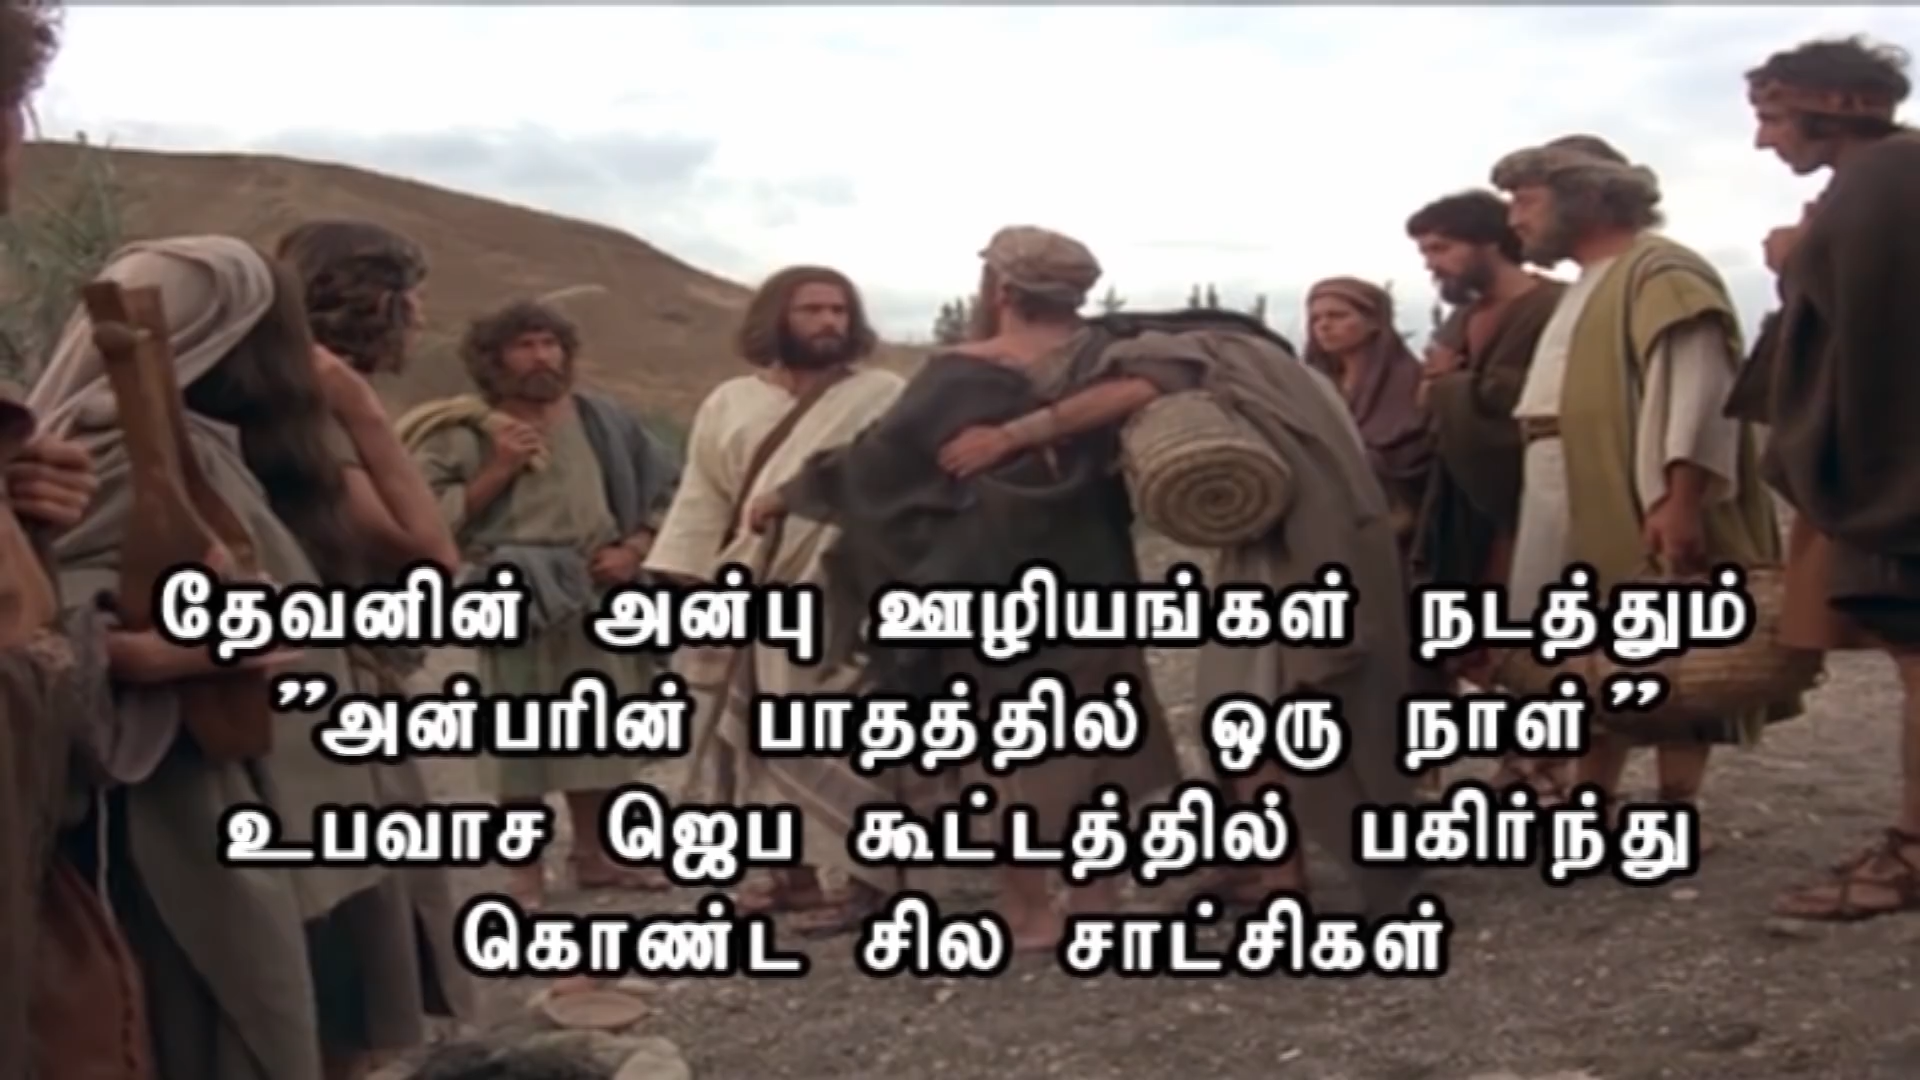 தேவனின் அன்பு ஊழியங்கள் நடத்தும்
”அன்பரின் பாதத்தில் ஒரு நாள்”
உபவாச ஜெப கூட்டத்தில் பகிர்ந்து
கொண்ட சில சாட்சிகள்